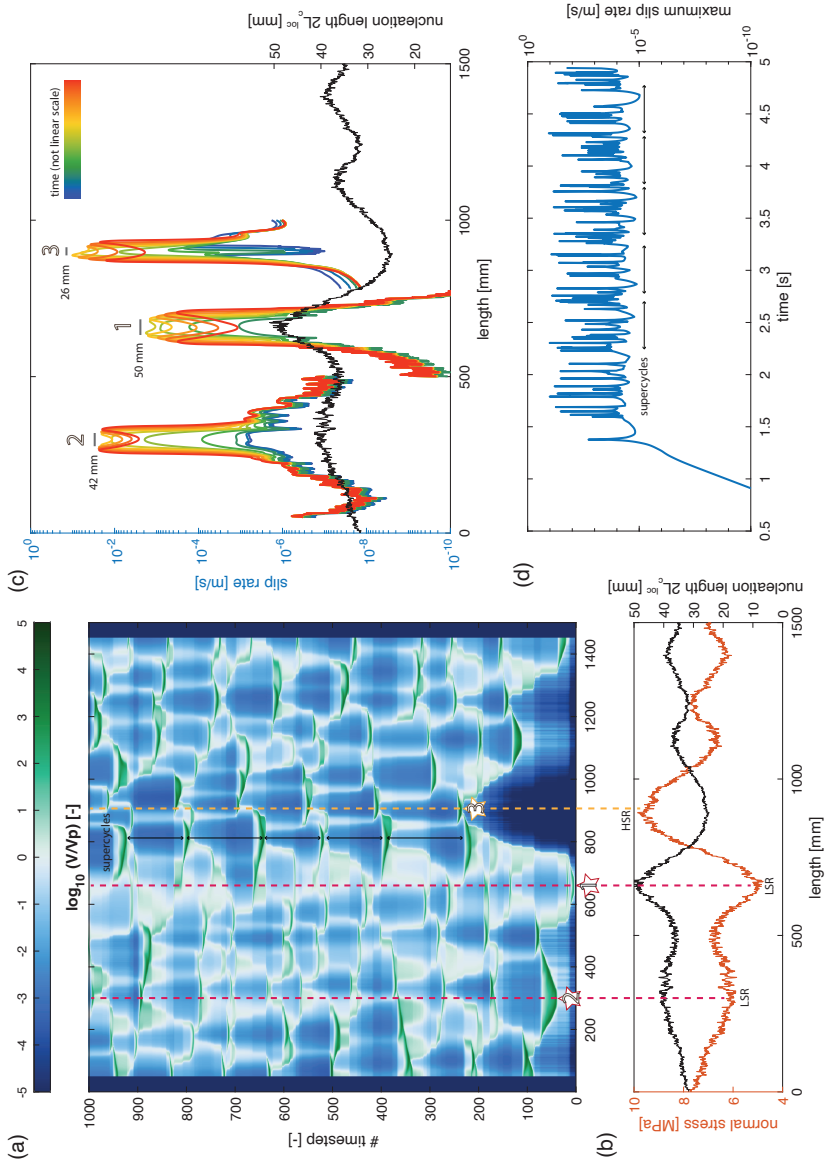 (a)
-5 -4 -3 -2 -1 0 1 2 3 4 5
log10 (V/Vp) [-]
supercycles
1000
900
800
700
600
500
400
300
200
100
0
# timestep [-]
200 400 600 800 1000 1200 1400
2 1 3
(b)
10
8
6
4
normal stress [MPa]
50
40
30
20
10
0
nucleation length 2Lcloc [mm]
HSR
LSR
LSR
0 500 1000 1500
length [mm]
(c)
time (not linear scale)
2 1 3
42 mm
50 mm
26 mm
10^0
10^-2
10^-4
10^-6
10^-8
10^-10
slip rate [m/s]
50
40
30
20
10
0
nucleation length 2Lcloc [mm]
0 500 1000 1500
length [mm]
(d)
supercycles
10^0
10^-5
10^-10
maximum slip rate [m/s]
0.5 1 1.5 2 2.5 3 3.5 4 4.5 5
time [s]